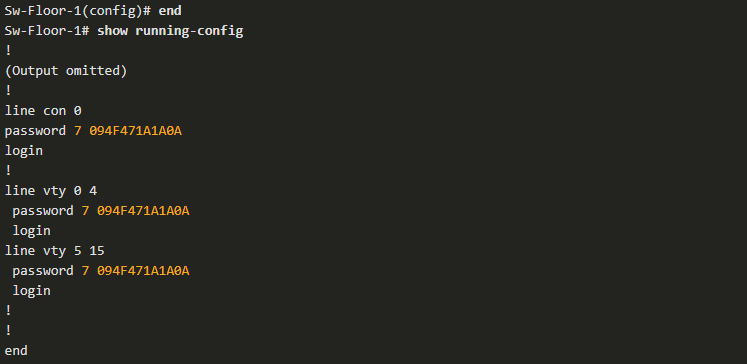 Sw-Floor-1(config)# end
Sw-Floor-1# show running-config
!
(Output omitted)
!
line con 0
password 7 094F471A1A0A
login
!
line vty 0 4
 password 7 094F471A1A0A
 login
line vty 5 15
 password 7 094F471A1A0A
 login
!
!
end